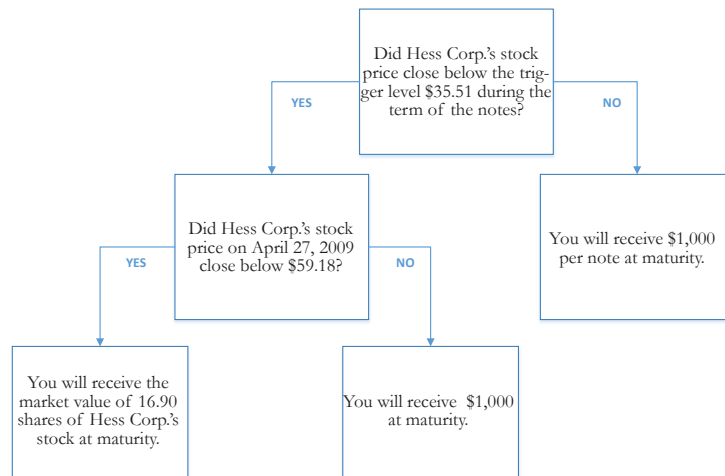 Did Hess Corp.'s stock
price close below the trig-
ger level $35.51 during the
term of the notes?
YES
NO
Did Hess Corp.'s stock
price on April 27, 2009
close below $59.18?
You will receive $1,000
per note at maturity.
YES
NO
You will receive the
market value of 16.90
shares of Hess Corp.'s
stock at maturity.
You will receive $1,000
at maturity.